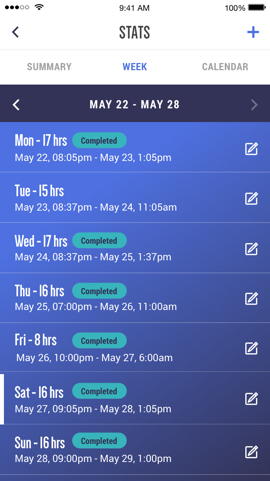 9:41 AM 100%
STATS
SUMMARY WEEK CALENDAR
MAY 22 - MAY 28
Mon - 17 hrs Completed
May 22, 08:05pm - May 23, 1:05pm
Tue - 15 hrs
May 23, 08:37pm - May 24, 11:05am
Wed - 17 hrs Completed
May 24, 08:37pm - May 25, 1:37pm
Thu - 16 hrs Completed
May 25, 07:00pm - May 26, 11:00am
Fri - 8 hrs Completed
May 26, 10:00pm - May 27, 6:00am
Sat - 16 hrs Completed
May 27, 09:05pm - May 28, 1:05pm
Sun - 16 hrs Completed
May 28, 09:00pm - May 29, 1:00pm